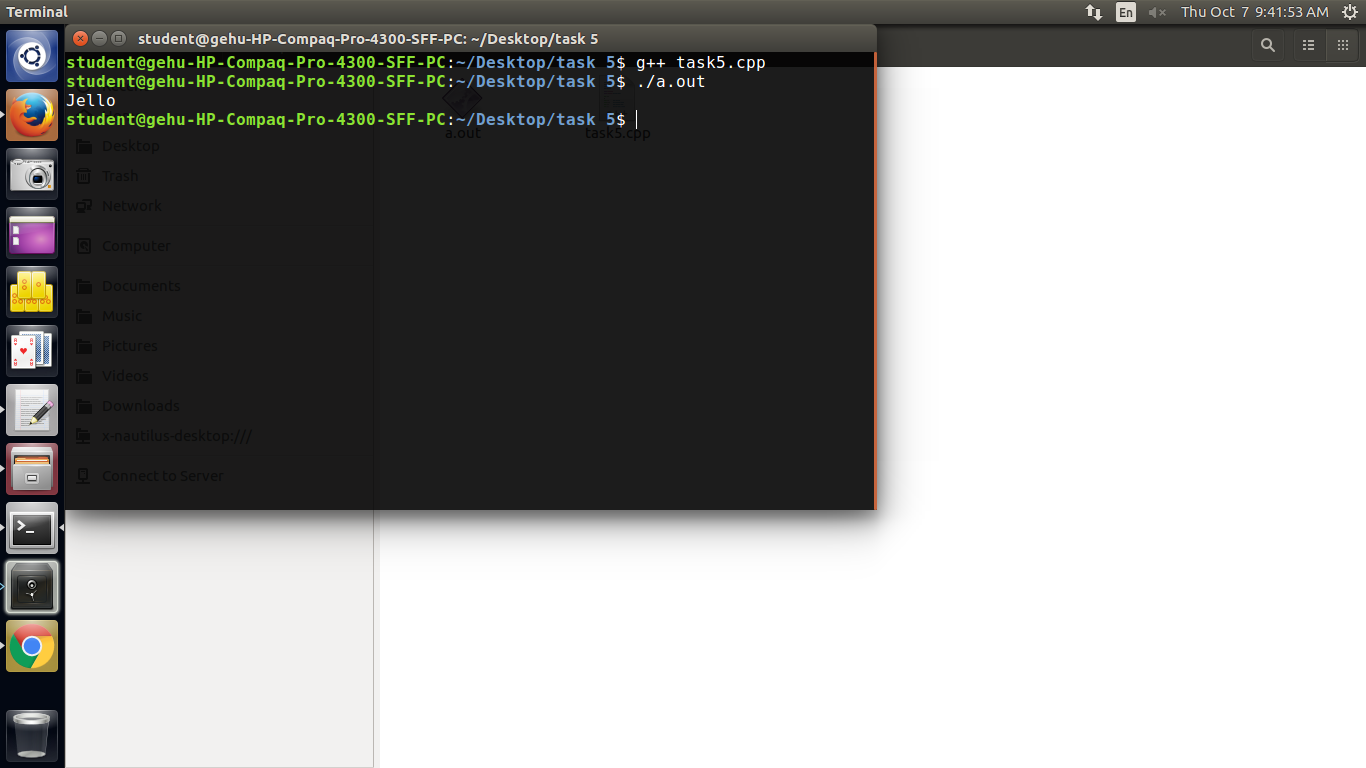 Terminal
En
Thu Oct 7 9:41:53 AM
student@gehu-HP-Compaq-Pro-4300-SFF-PC: ~/Desktop/task 5
student@gehu-HP-Compaq-Pro-4300-SFF-PC:~/Desktop/task 5$ g++ task5.cpp
student@gehu-HP-Compaq-Pro-4300-SFF-PC:~/Desktop/task 5$ ./a.out
Jello
student@gehu-HP-Compaq-Pro-4300-SFF-PC:~/Desktop/task 5$
a.out
task5.cpp
Desktop
Trash
Network
Computer
Documents
Music
Pictures
Videos
Downloads
x-nautilus-desktop:///
Connect to Server